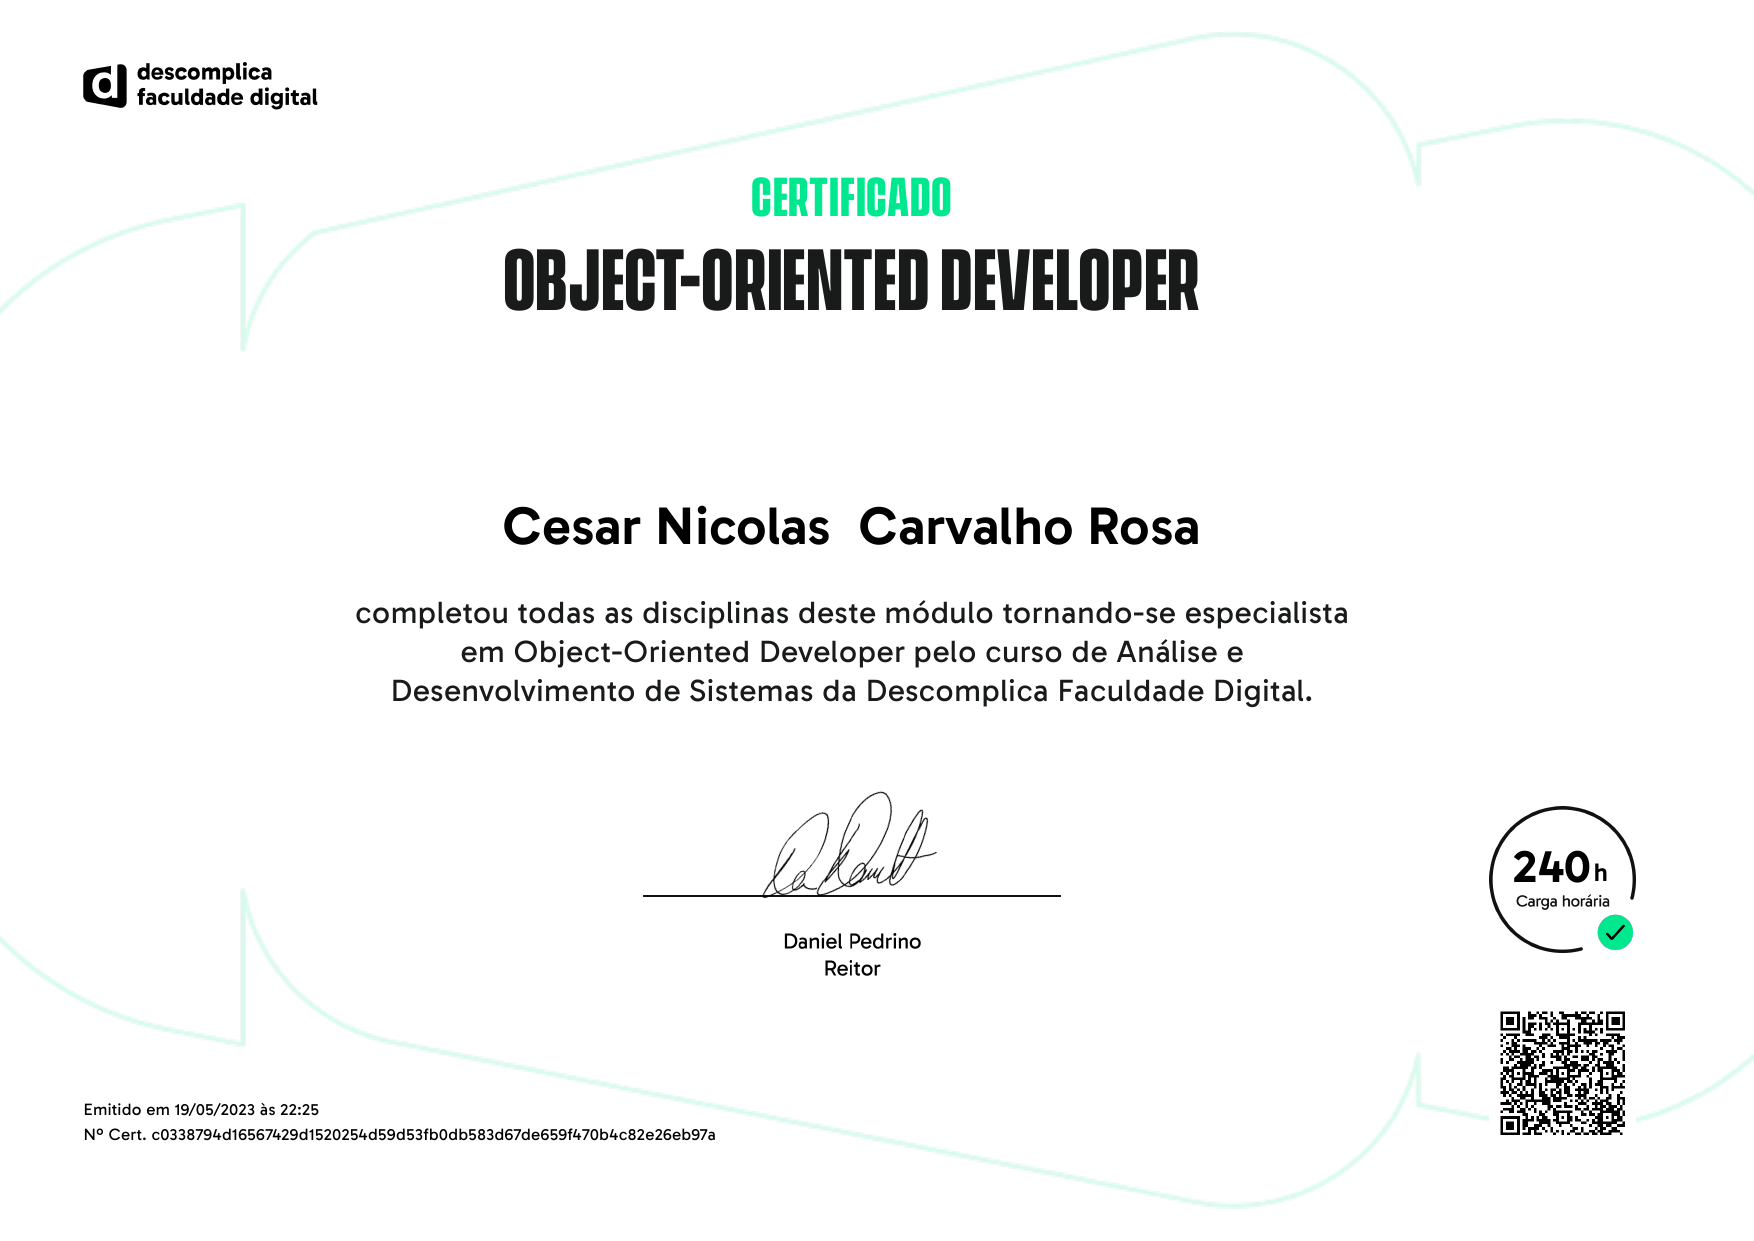 descomplica
faculdade digital
CERTIFICADO
OBJECT-ORIENTED DEVELOPER
Cesar Nicolas  Carvalho Rosa
completou todas as disciplinas deste módulo tornando-se especialista
em Object-Oriented Developer pelo curso de Análise e
Desenvolvimento de Sistemas da Descomplica Faculdade Digital.
Daniel Pedrino
Reitor
240 h
Carga horária
Emitido em 19/05/2023 às 22:25
Nº Cert. c0338794d16567429d1520254d59d53fb0db583d67de659f470b4c82e26eb97a